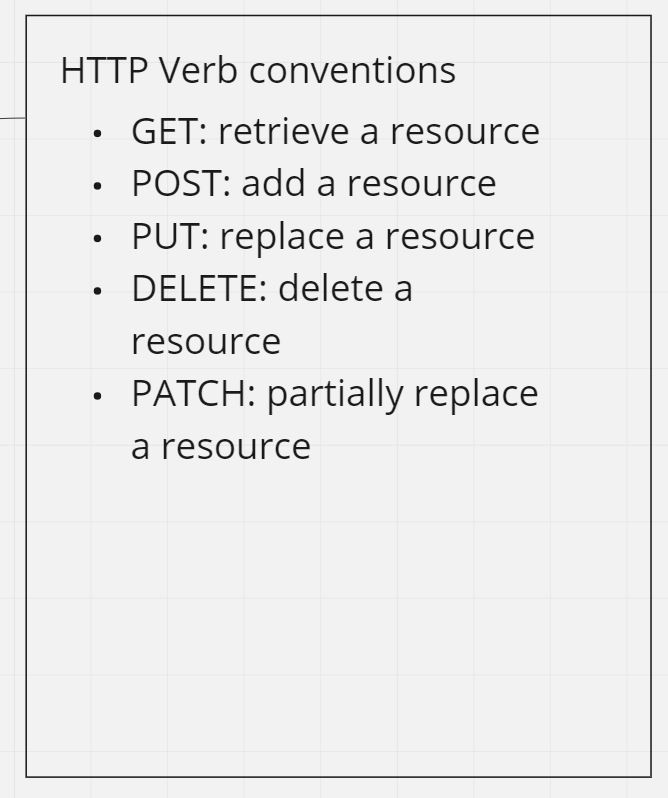 HTTP Verb conventions
• GET: retrieve a resource
• POST: add a resource
• PUT: replace a resource
• DELETE: delete a
resource
• PATCH: partially replace
a resource